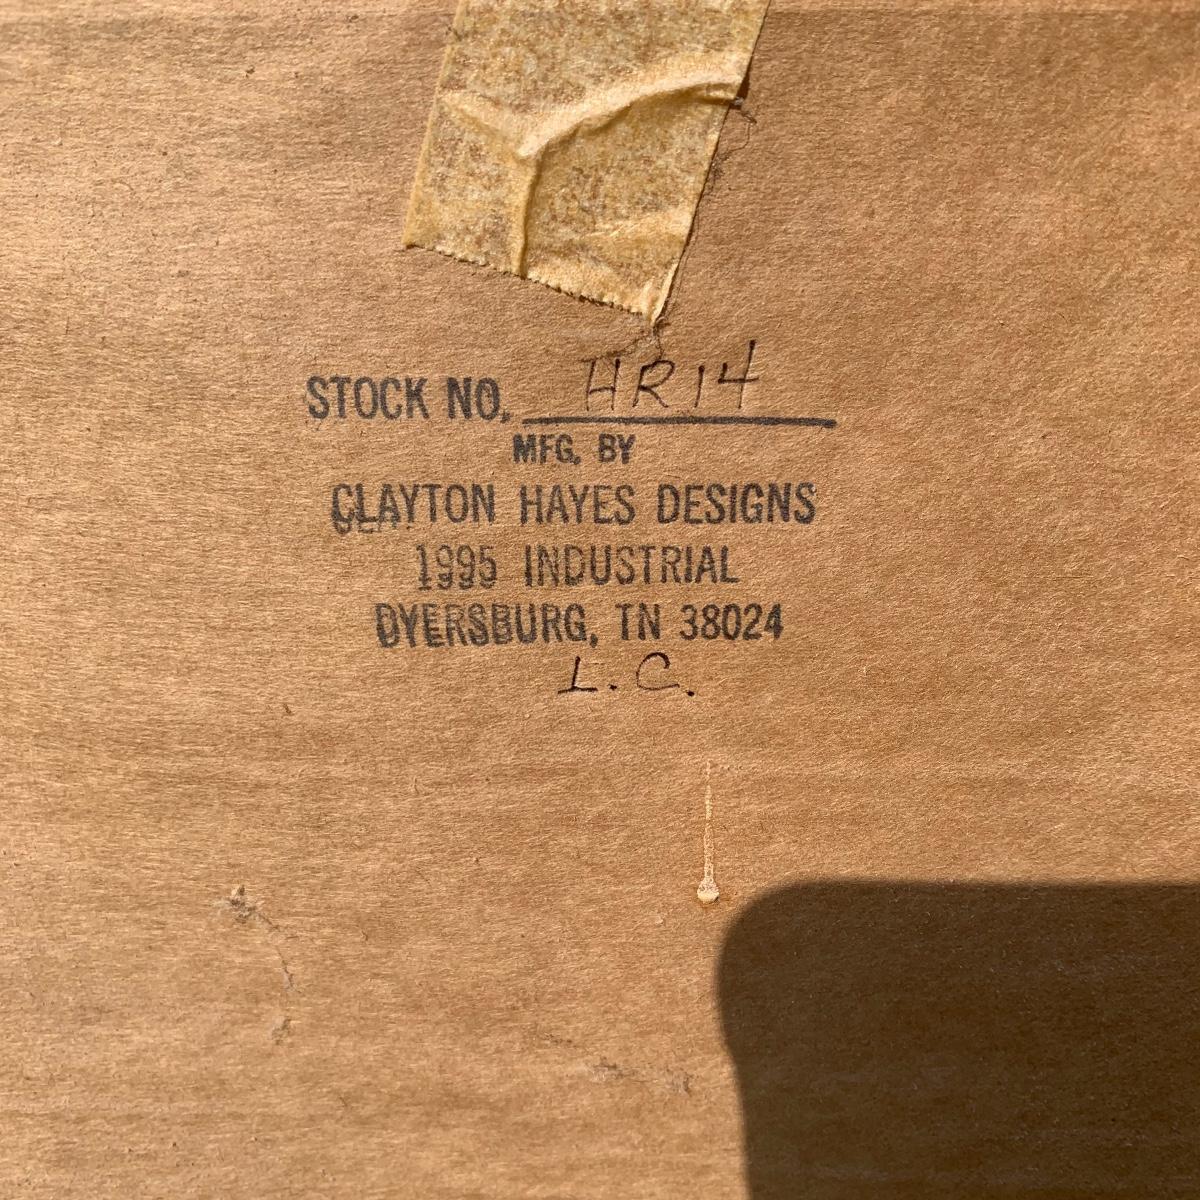 STOCK NO. HR14
MFG. BY
CLAYTON HAYES DESIGNS
1995 INDUSTRIAL
DYERSBURG, TN 38024
L.C.